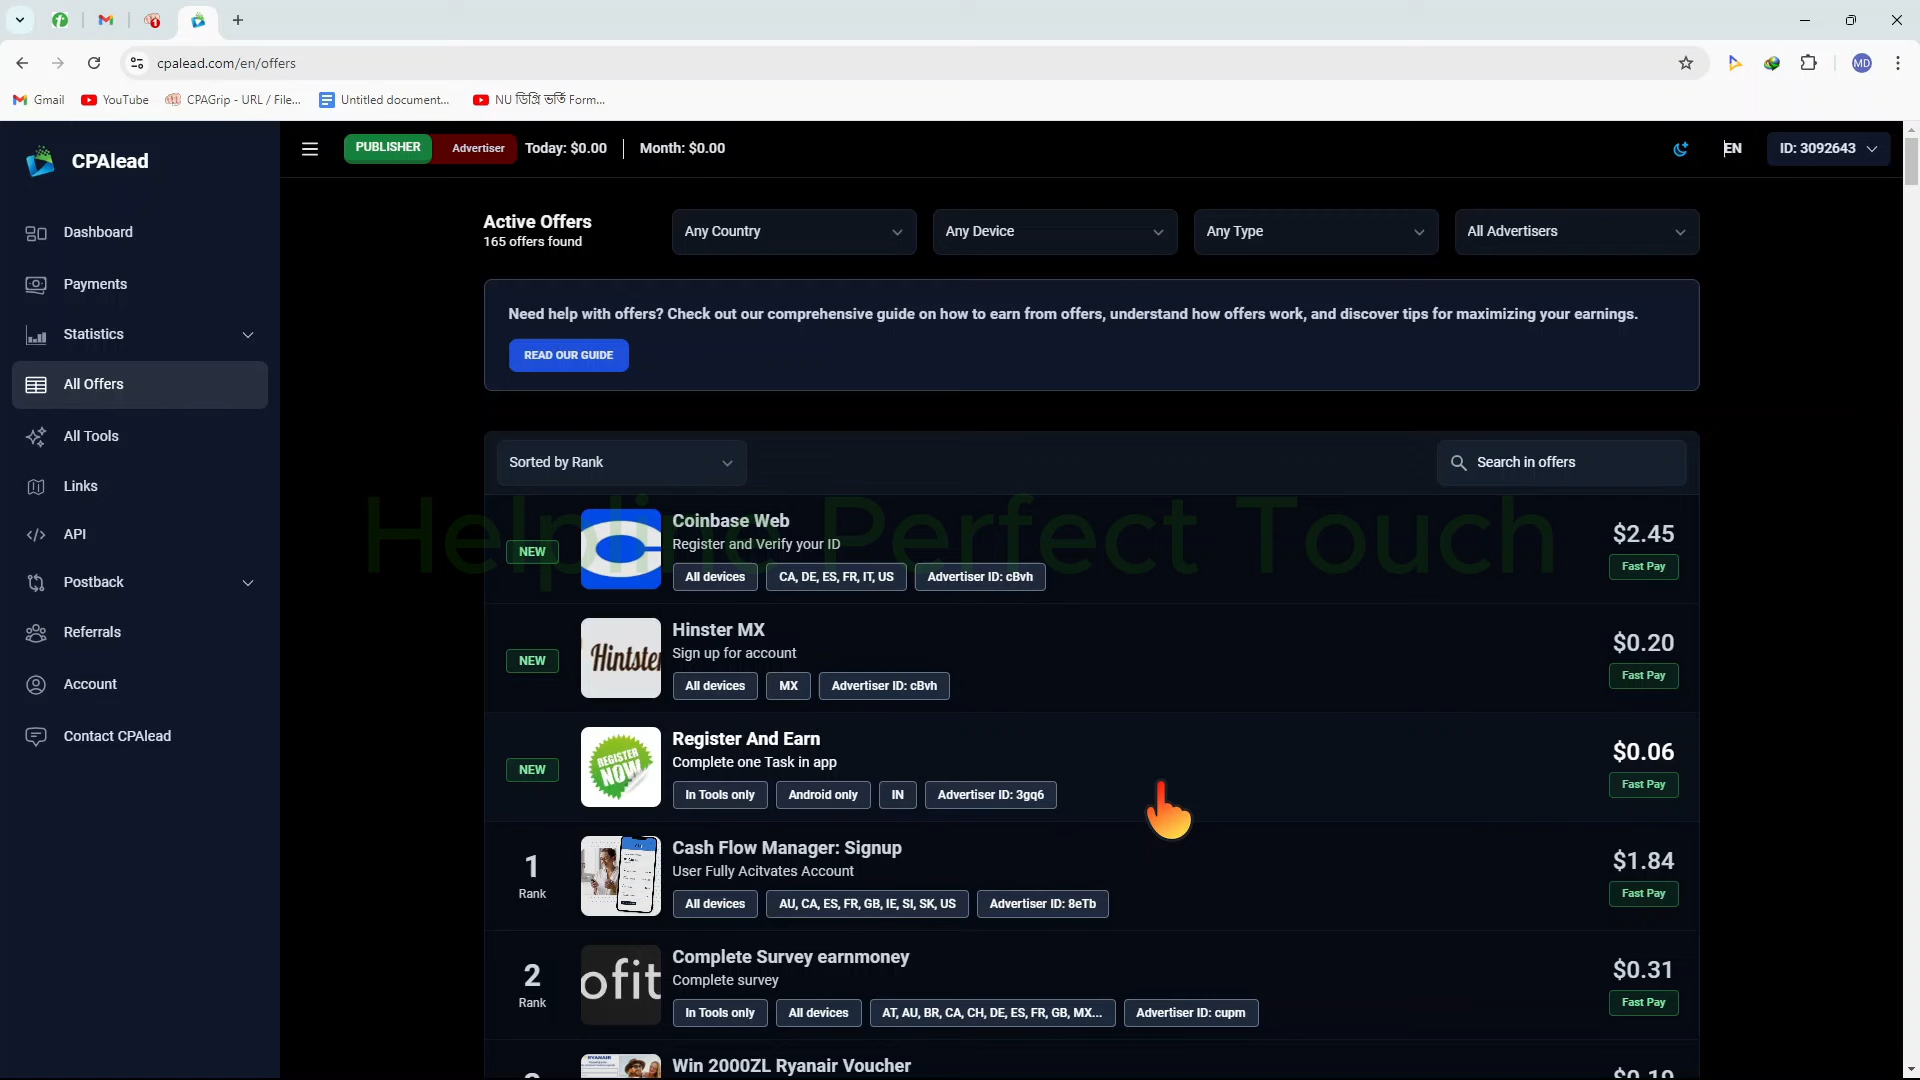 cpalead.com/en/offers
MD
Gmail
YouTube
CPAGrip - URL / File...
Untitled document...
NU ডিগ্রি ভর্তি Form...
CPAlead
PUBLISHER
Advertiser
Today: $0.00
Month: $0.00
EN
ID: 3092643
Dashboard
Payments
Statistics
All Offers
All Tools
Links
API
Postback
Referrals
Account
Contact CPAlead
Active Offers
165 offers found
Any Country
Any Device
Any Type
All Advertisers
Need help with offers? Check out our comprehensive guide on how to earn from offers, understand how offers work, and discover tips for maximizing your earnings.
READ OUR GUIDE
Sorted by Rank
Search in offers
Helpline Perfect Touch
NEW
Coinbase Web
Register and Verify your ID
All devices
CA, DE, ES, FR, IT, US
Advertiser ID: cBvh
$2.45
Fast Pay
NEW
Hintster
Hinster MX
Sign up for account
All devices
MX
Advertiser ID: cBvh
$0.20
Fast Pay
NEW
REGISTER
NOW
Register And Earn
Complete one Task in app
In Tools only
Android only
IN
Advertiser ID: 3gq6
$0.06
Fast Pay
1
Rank
Cash Flow Manager: Signup
User Fully Acitvates Account
All devices
AU, CA, ES, FR, GB, IE, SI, SK, US
Advertiser ID: 8eTb
$1.84
Fast Pay
2
Rank
ofit
Complete Survey earnmoney
Complete survey
In Tools only
All devices
AT, AU, BR, CA, CH, DE, ES, FR, GB, MX...
Advertiser ID: cupm
$0.31
Fast Pay
RYANAIR
Win 2000ZL Ryanair Voucher